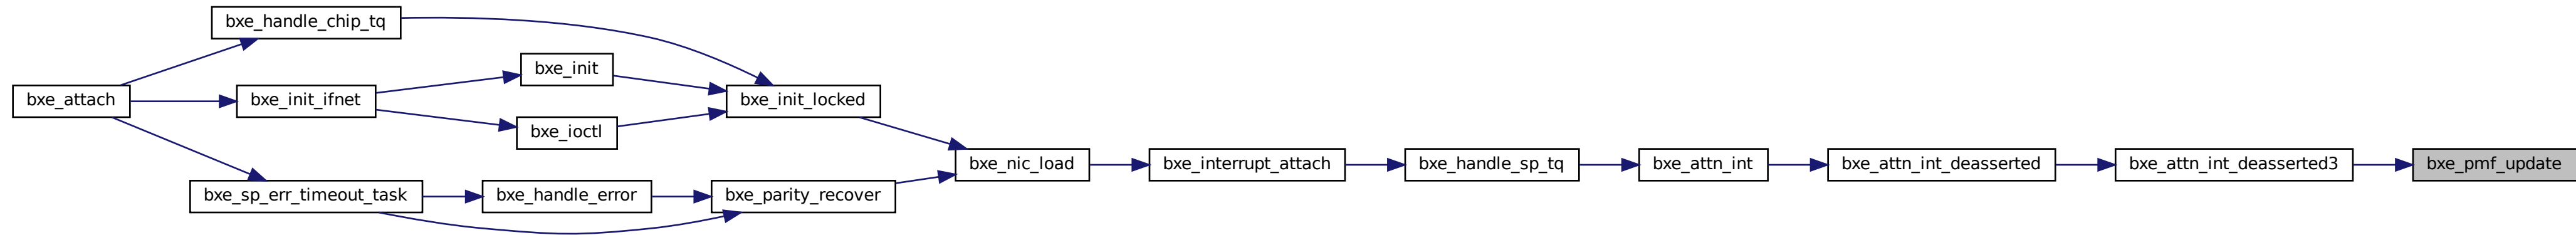 bxe_handle_chip_tq
bxe_init
bxe_attach
bxe_init_ifnet
bxe_init_locked
bxe_ioctl
bxe_nic_load
bxe_interrupt_attach
bxe_handle_sp_tq
bxe_attn_int
bxe_attn_int_deasserted
bxe_attn_int_deasserted3
bxe_pmf_update
bxe_sp_err_timeout_task
bxe_handle_error
bxe_parity_recover